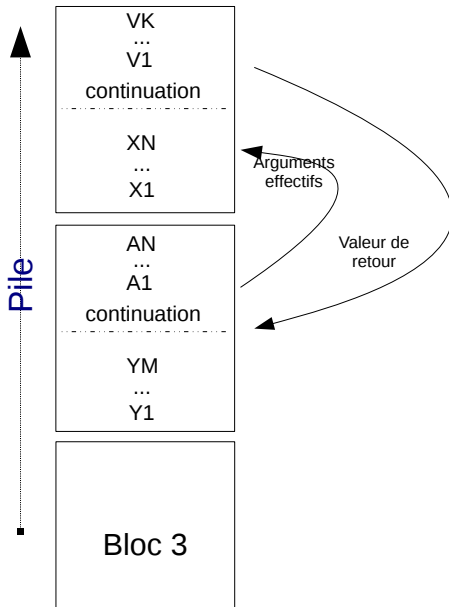 VK
...
V1
continuation
XN
...
X1
Arguments
effectifs
AN
...
A1
continuation
YM
...
Y1
Valeur de
retour
Pile
Bloc 3